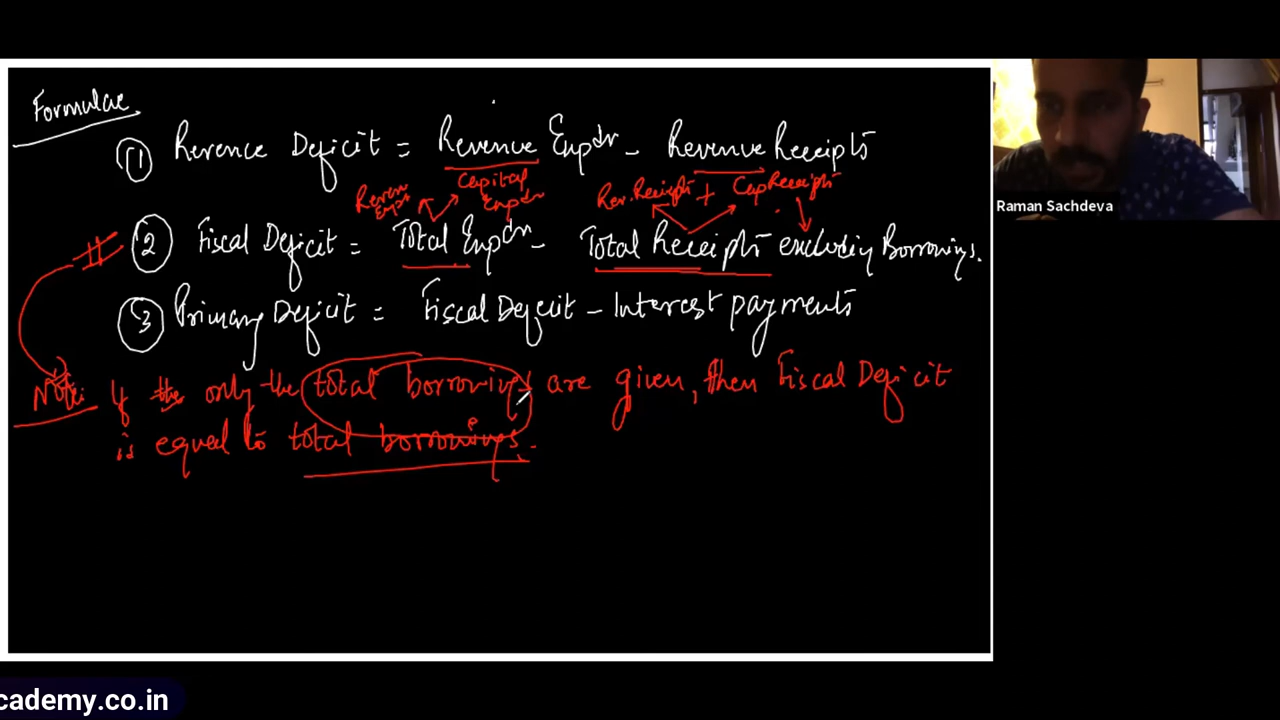 Formulae
① Revenue Deficit = Revenue Expdr - Revenue Receipts
Reven Expdr Capital Expdr Rev. Receipts + Cap Receipts
② Fiscal Deficit = Total Expdr - Total Receipts excluding Borrowings.
③ Primary Deficit = Fiscal Deficit - Interest payments
Note: If the only the total borrowings are given, then Fiscal Deficit
is equal to total borrowings.
Raman Sachdeva
cademy.co.in